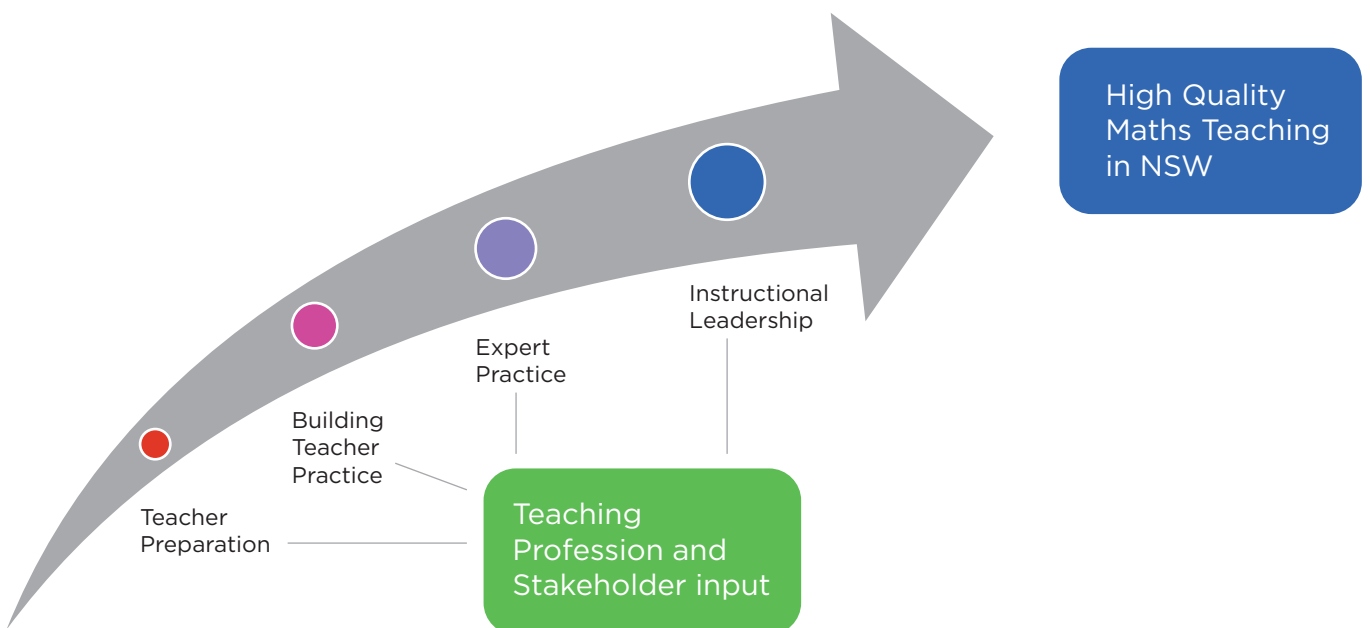 High Quality
Maths Teaching
in NSW
Instructional
Leadership
Expert
Practice
Building
Teacher
Practice
Teacher
Preparation
Teaching
Profession and
Stakeholder input